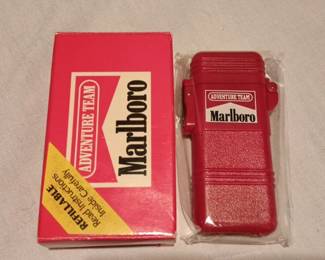 ADVENTURE TEAM
Marlboro
REFILLABLE
Read Instructions
Inside Carefully
ADVENTURE TEAM
Marlboro